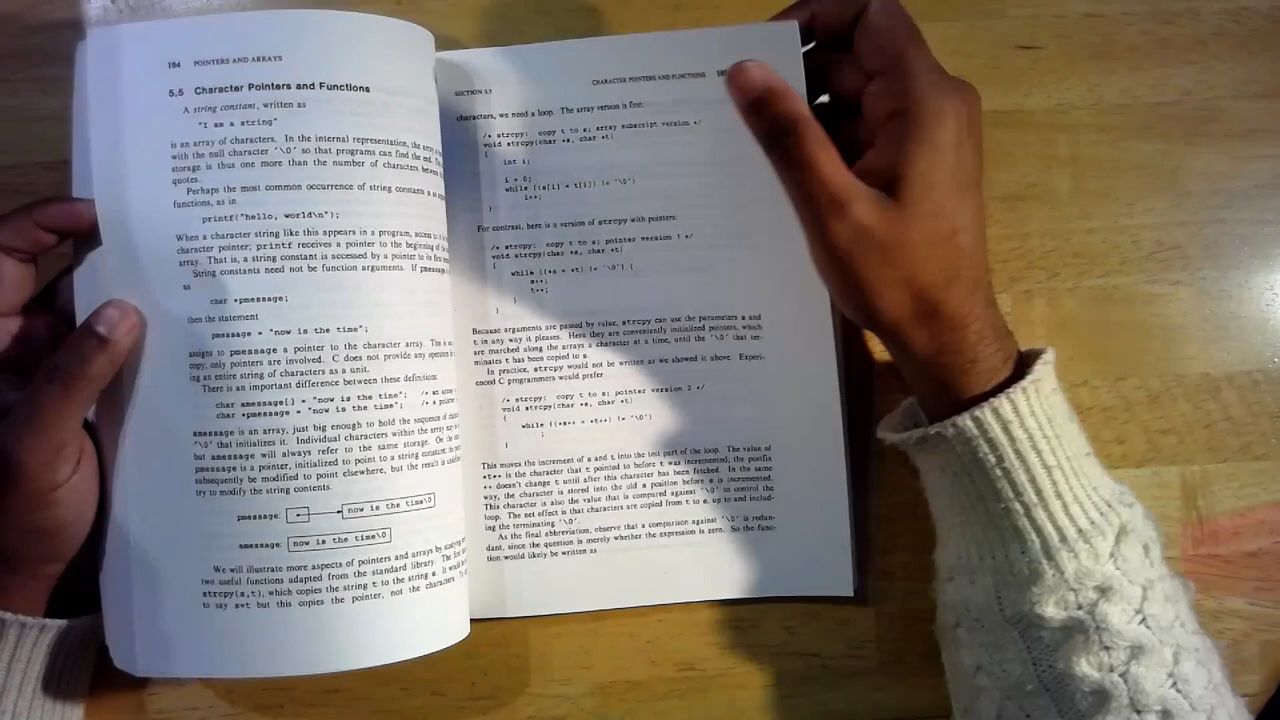 104 POINTERS AND ARRAYS
5.5 Character Pointers and Functions
A string constant, written as
"I am a string"
is an array of characters. In the internal representation, the array
with the null character '\0' so that programs can find the end.
storage is thus one more than the number of characters between
quotes.
Perhaps the most common occurrence of string constants
functions, as in
printf("hello, world\n");
When a character string like this appears in a program, access to
character pointer; printf receives a pointer to the beginning of the
array. That is, a string constant is accessed by a pointer to its first
String constants need not be function arguments. If pmessage
as
char *pmessage;
then the statement
pmessage = "now is the time";
assigns to pmessage a pointer to the character array. This
copy; only pointers are involved. C does not provide any operators
ing an entire string of characters as a unit.
There is an important difference between these definitions:
char amessage[] = "now is the time"; /* an array
char *pmessage = "now is the time"; /* a pointer
amessage is an array, just big enough to hold the sequence of
'\0' that initializes it. Individual characters within the array
but amessage will always refer to the same storage. On the
pmessage is a pointer, initialized to point to a string constant;
subsequently be modified to point elsewhere, but the result is
try to modify the string contents.
pmessage: now is the time\0
amessage: now is the time\0
We will illustrate more aspects of pointers and arrays by studying
two useful functions adapted from the standard library. The first
strcpy(s,t), which copies the string t to the string s. It would
to say s=t but this copies the pointer, not the characters.
SECTION 5.5 CHARACTER POINTERS AND FUNCTIONS
characters, we need a loop. The array version is first:
/* strcpy: copy t to s; array subscript version */
void strcpy(char *s, char *t)
{
int i;
i = 0;
while ((s[i] = t[i]) != '\0')
i++;
}
For contrast, here is a version of strcpy with pointers:
/* strcpy: copy t to s; pointer version 1 */
void strcpy(char *s, char *t)
{
while ((*s = *t) != '\0') {
s++;
t++;
}
}
Because arguments are passed by value, strcpy can use the parameters s and
t in any way it pleases. Here they are conveniently initialized pointers, which
are marched along the arrays a character at a time, until the '\0' that ter-
minates t has been copied to s.
In practice, strcpy would not be written as we showed it above. Experi-
enced C programmers would prefer
/* strcpy: copy t to s; pointer version 2 */
void strcpy(char *s, char *t)
{
while ((*s++ = *t++) != '\0')
;
}
This moves the increment of s and t into the test part of the loop. The value of
*t++ is the character that t pointed to before t was incremented; the postfix
++ doesn't change t until after this character has been fetched. In the same
way, the character is stored into the old s position before s is incremented.
This character is also the value that is compared against '\0' to control the
loop. The net effect is that characters are copied from t to s, up to and includ-
ing the terminating '\0'.
As the final abbreviation, observe that a comparison against '\0' is redun-
dant, since the question is merely whether the expression is zero. So the func-
tion would likely be written as